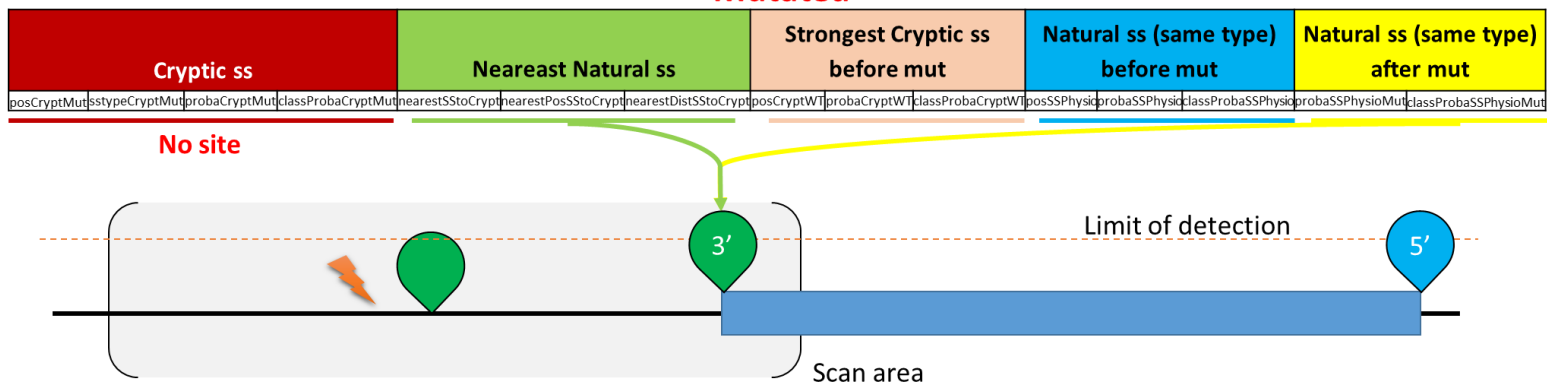 Cryptic ss
Neareast Natural ss
Strongest Cryptic ss
before mut
Natural ss (same type)
before mut
Natural ss (same type)
after mut
posCryptMut sstypeCryptMut probaCryptMut classProbaCryptMut nearestSStoCrypt nearestPosSStoCrypt nearestDistSStoCrypt posCryptWT probaCryptWT classProbaCryptWT posSSPhysio probaSSPhysio classProbaSSPhysio probaSSPhysioMut classProbaSSPhysioMut
No site
Limit of detection
3’
5’
Scan area